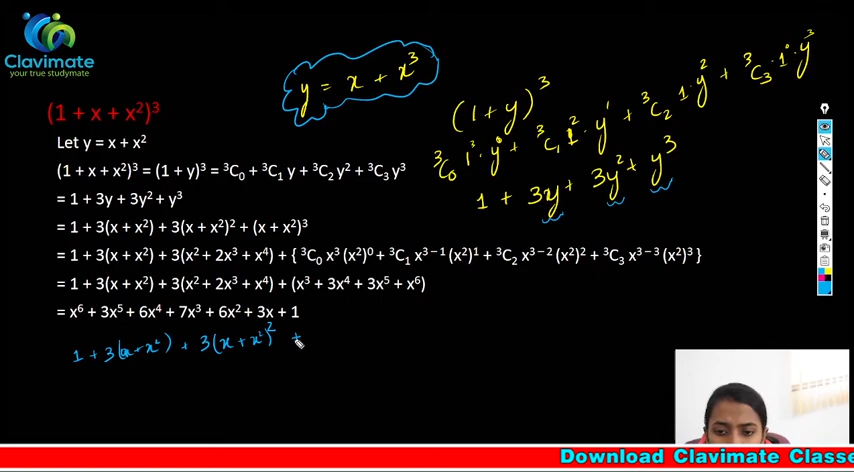 Clavimate
your true studymate
y = x + x³
(1 + x + x²)³
(1 + y)³
Let y = x + x²
³C₀ 1³·y⁰ + ³C₁ 1²·y¹ + ³C₂ 1·y² + ³C₃·1⁰·y³
(1 + x + x²)³ = (1 + y)³ = ³C₀ + ³C₁ y + ³C₂ y² + ³C₃ y³
1 + 3y + 3y² + y³
= 1 + 3y + 3y² + y³
= 1 + 3(x + x²) + 3(x + x²)² + (x + x²)³
= 1 + 3(x + x²) + 3(x² + 2x³ + x⁴) + { ³C₀ x³ (x²)⁰ + ³C₁ x³⁻¹ (x²)¹ + ³C₂ x³⁻² (x²)² + ³C₃ x³⁻³ (x²)³ }
= 1 + 3(x + x²) + 3(x² + 2x³ + x⁴) + (x³ + 3x⁴ + 3x⁵ + x⁶)
= x⁶ + 3x⁵ + 6x⁴ + 7x³ + 6x² + 3x + 1
1 + 3(x + x²) + 3(x + x²)² +
Download Clavimate Classe